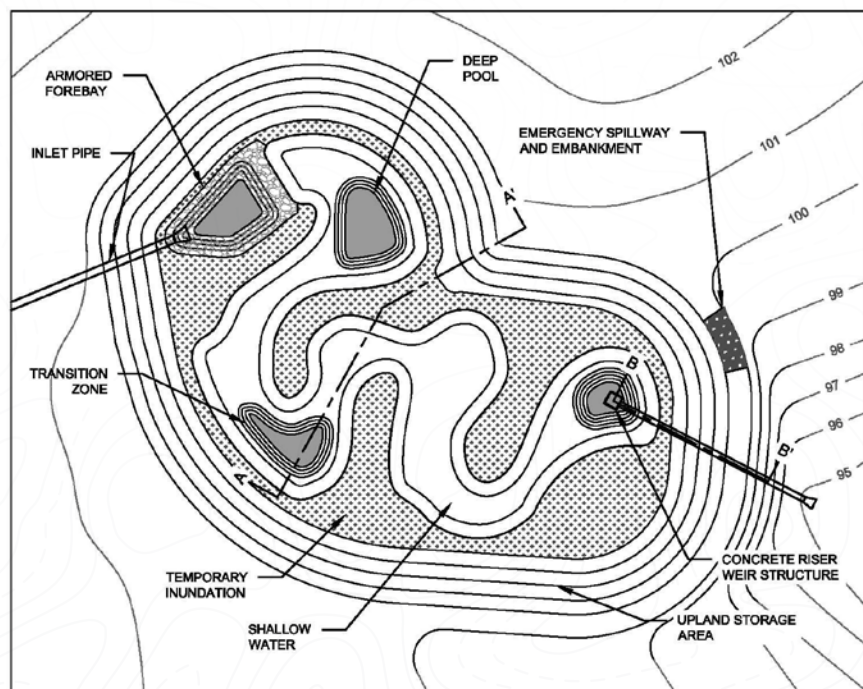 102
DEEP
POOL
ARMORED
FOREBAY
EMERGENCY SPILLWAY
AND EMBANKMENT
101
INLET PIPE
A'
100
99
98
TRANSITION
ZONE
B
97
96
B'
95
A
CONCRETE RISER
WEIR STRUCTURE
TEMPORARY
INUNDATION
UPLAND STORAGE
AREA
SHALLOW
WATER